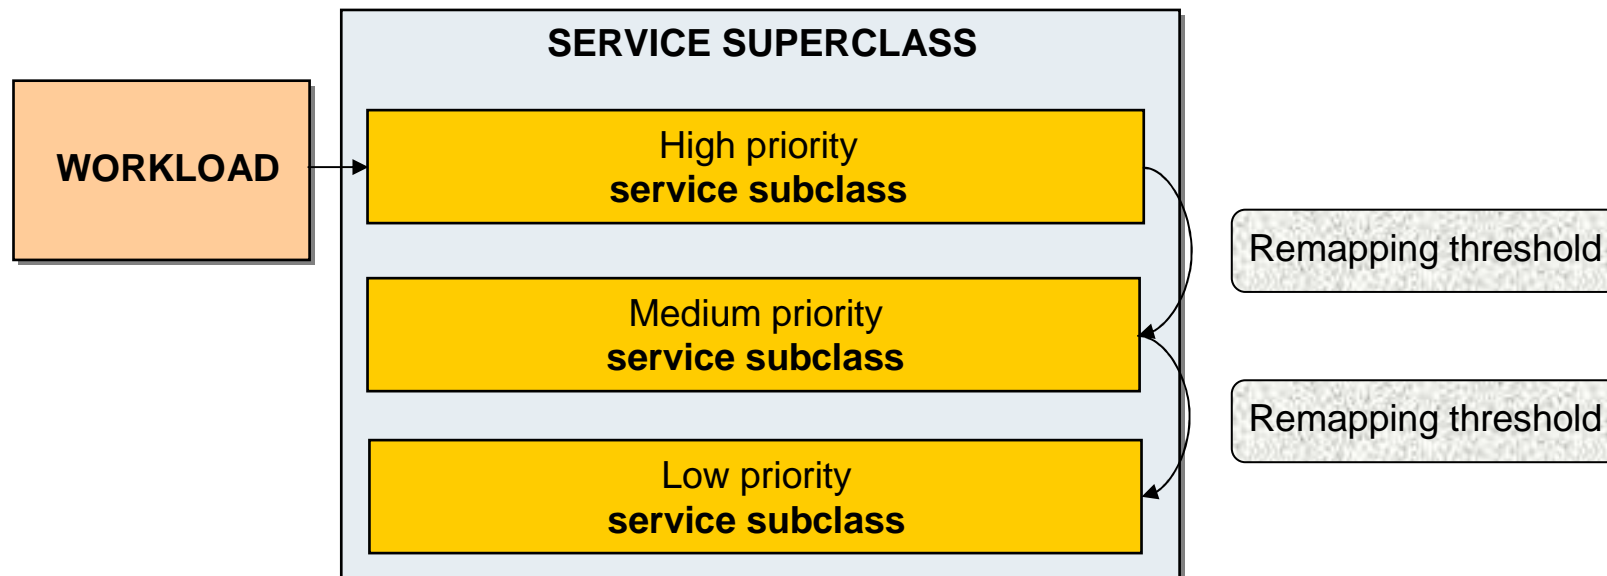 SERVICE SUPERCLASS
WORKLOAD
High priority
service subclass
Remapping threshold
Medium priority
service subclass
Remapping threshold
Low priority
service subclass